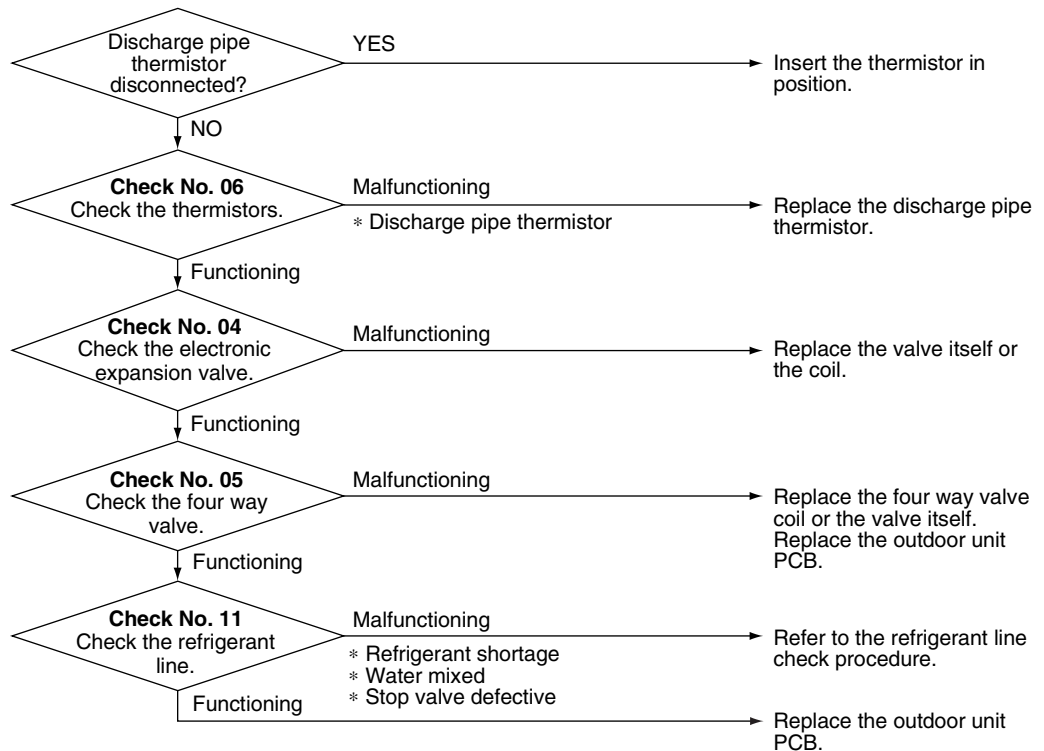 Discharge pipe
thermistor
disconnected?
YES
Insert the thermistor in
position.
NO
Check No. 06
Check the thermistors.
Malfunctioning
* Discharge pipe thermistor
Replace the discharge pipe
thermistor.
Functioning
Check No. 04
Check the electronic
expansion valve.
Malfunctioning
Replace the valve itself or
the coil.
Functioning
Check No. 05
Check the four way
valve.
Malfunctioning
Replace the four way valve
coil or the valve itself.
Replace the outdoor unit
PCB.
Functioning
Check No. 11
Check the refrigerant
line.
Malfunctioning
* Refrigerant shortage
* Water mixed
* Stop valve defective
Refer to the refrigerant line
check procedure.
Functioning
Replace the outdoor unit
PCB.